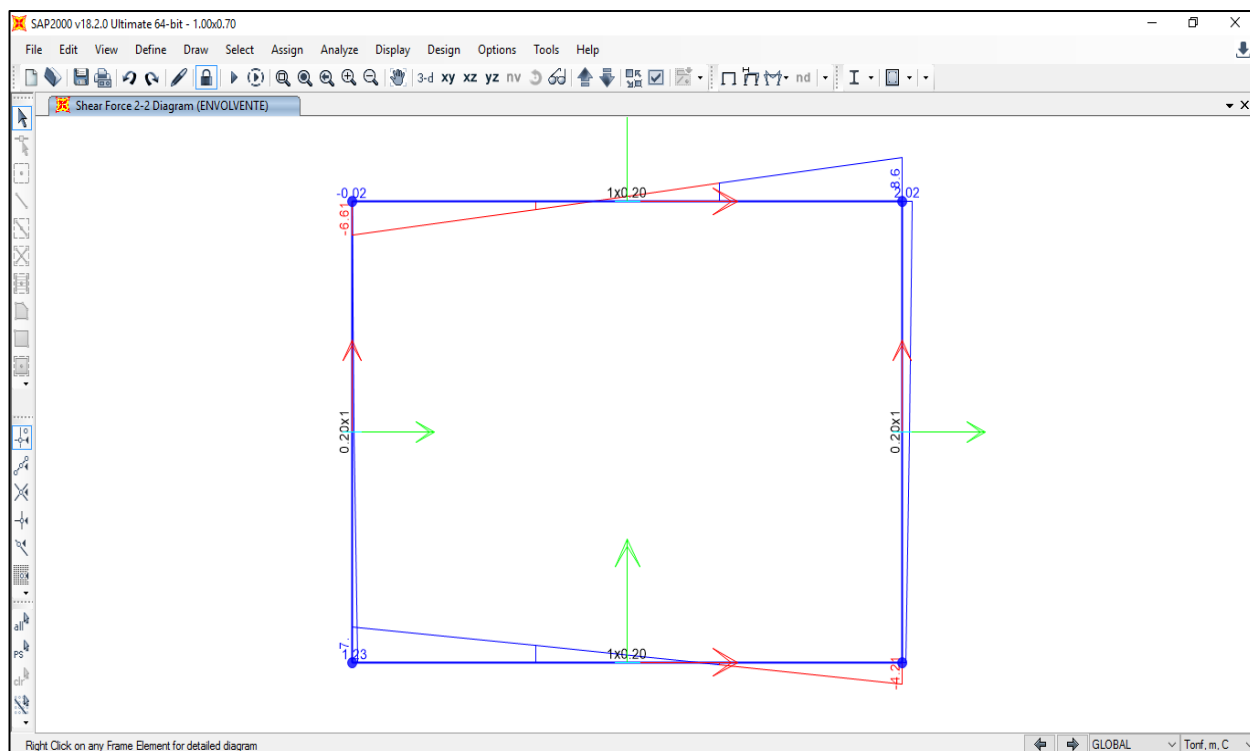 SAP2000 v18.2.0 Ultimate 64-bit - 1.00x0.70
File Edit View Define Draw Select Assign Analyze Display Design Options Tools Help
3-d xy xz yz nv nd
Shear Force 2-2 Diagram (ENVOLVENTE)
-0.02
1x0.20
8.6
2.02
-6.61
0.20x1
0.20x1
7.
1.23
1x0.20
-4.21
all
PS
clr
Right Click on any Frame Element for detailed diagram
GLOBAL
Tonf, m, C